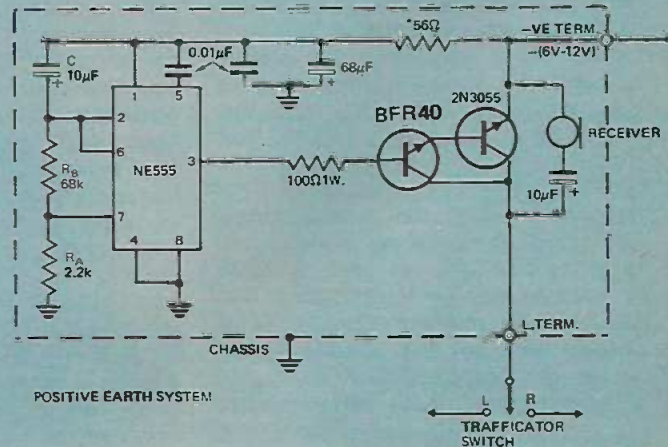 *56Ω
-VE TERM.
-(6V-12V)
C
10µF
+
0.01µF
68µF
+
1
5
2
6
NE555
3
7
4
8
R_B
68k
R_A
2.2k
100Ω1W.
BFR40
2N3055
RECEIVER
10µF
+
L.TERM.
CHASSIS
POSITIVE EARTH SYSTEM
L
R
TRAFFICATOR
SWITCH